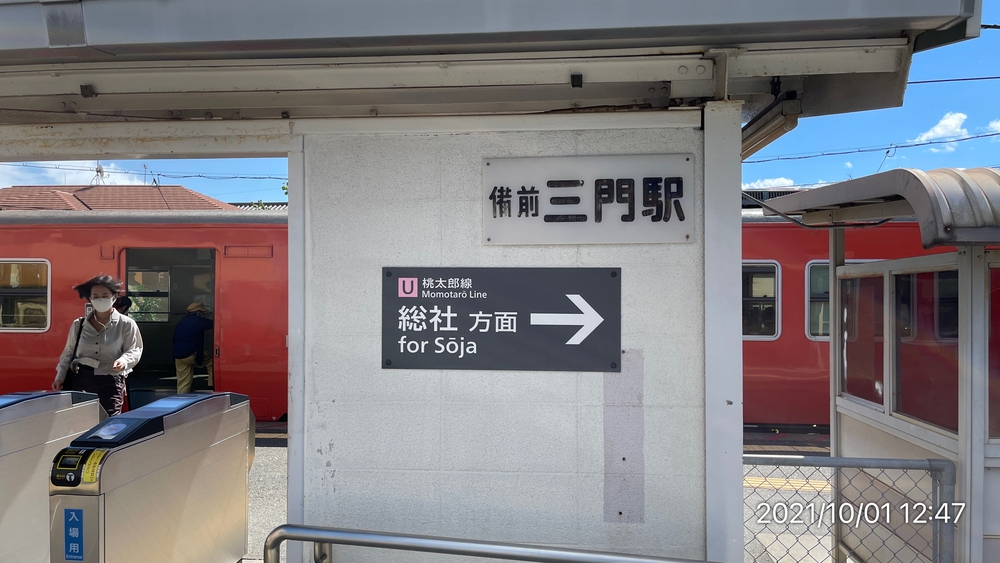 備前三門駅
U 桃太郎線
Momotarō Line
総社 方面
for Sōja
入場用
2021/10/01 12:47